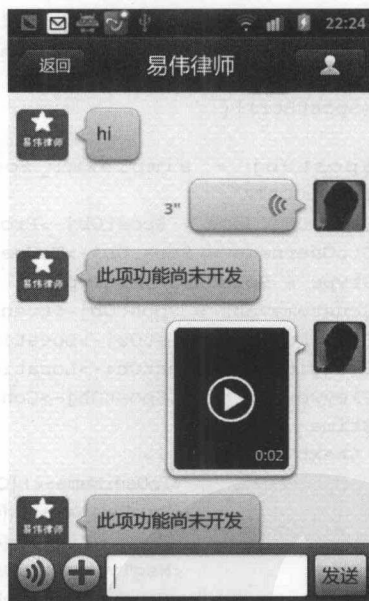 22:24
返回
易伟律师
易伟律师
hi
3"
易伟律师
此项功能尚未开发
0:02
易伟律师
此项功能尚未开发
发送